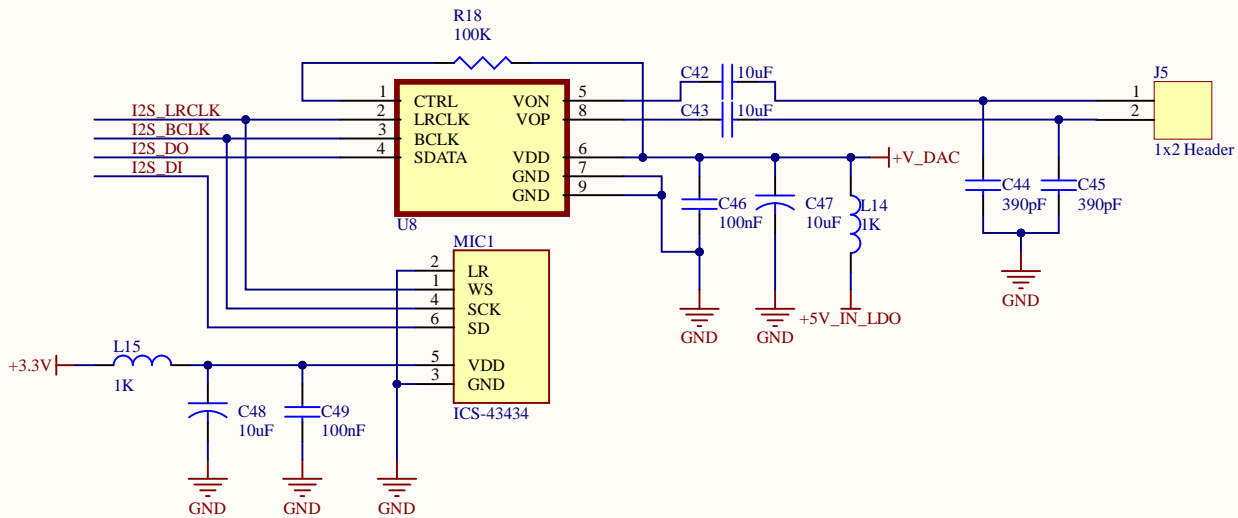 R18
100K
C42 10uF
C43 10uF
J5
1
2
1x2 Header
I2S_LRCLK
I2S_BCLK
I2S_DO
I2S_DI
1 CTRL VON 5
2 LRCLK VOP 8
3 BCLK
4 SDATA VDD 6
GND 7
GND 9
U8
+V_DAC
C46
100nF
C47
10uF
L14
1K
C44
390pF
C45
390pF
GND
GND
GND
+5V_IN_LDO
MIC1
2 LR
1 WS
4 SCK
6 SD
5 VDD
3 GND
ICS-43434
+3.3V
L15
1K
C48
10uF
C49
100nF
GND
GND
GND